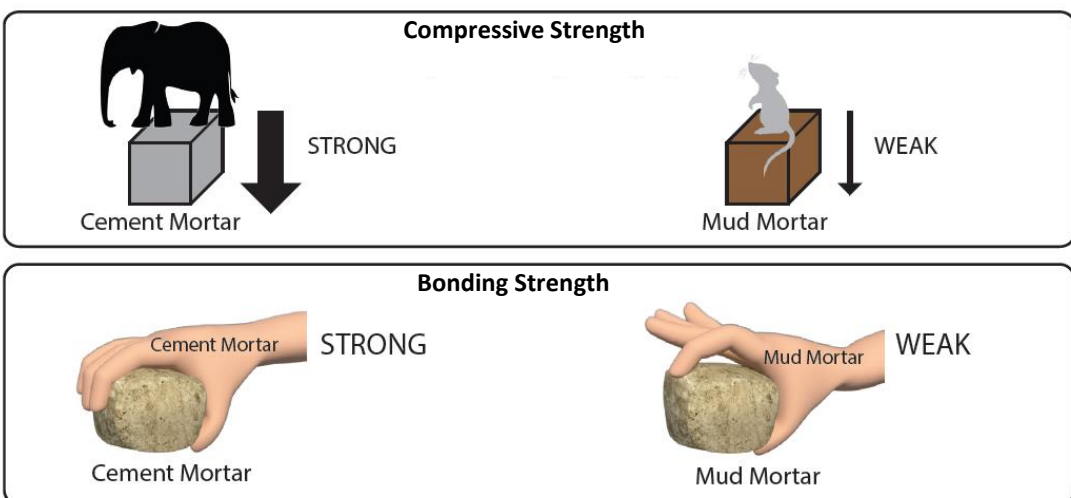 Compressive Strength
STRONG
WEAK
Cement Mortar
Mud Mortar
Bonding Strength
Cement Mortar
STRONG
Mud Mortar
WEAK
Cement Mortar
Mud Mortar